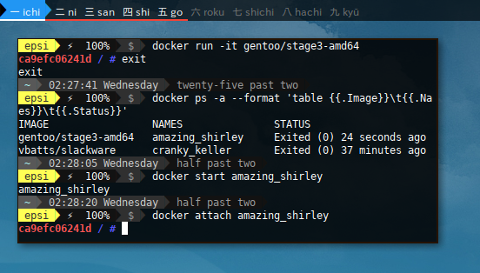 一 ichi 二 ni 三 san 四 shi 五 go 六 roku 七 shichi 八 hachi 九 kyū
epsi ⚡ 100% $ docker run -it gentoo/stage3-amd64
ca9efc06241d / # exit
exit
~ 02:27:41 Wednesday twenty-five past two
epsi ⚡ 100% $ docker ps -a --format 'table {{.Image}}\t{{.Na
es}}\t{{.Status}}'
IMAGE NAMES STATUS
gentoo/stage3-amd64 amazing_shirley Exited (0) 24 seconds ago
vbatts/slackware cranky_keller Exited (0) 37 minutes ago
~ 02:28:05 Wednesday half past two
epsi ⚡ 100% $ docker start amazing_shirley
amazing_shirley
~ 02:28:20 Wednesday half past two
epsi ⚡ 100% $ docker attach amazing_shirley
ca9efc06241d / #